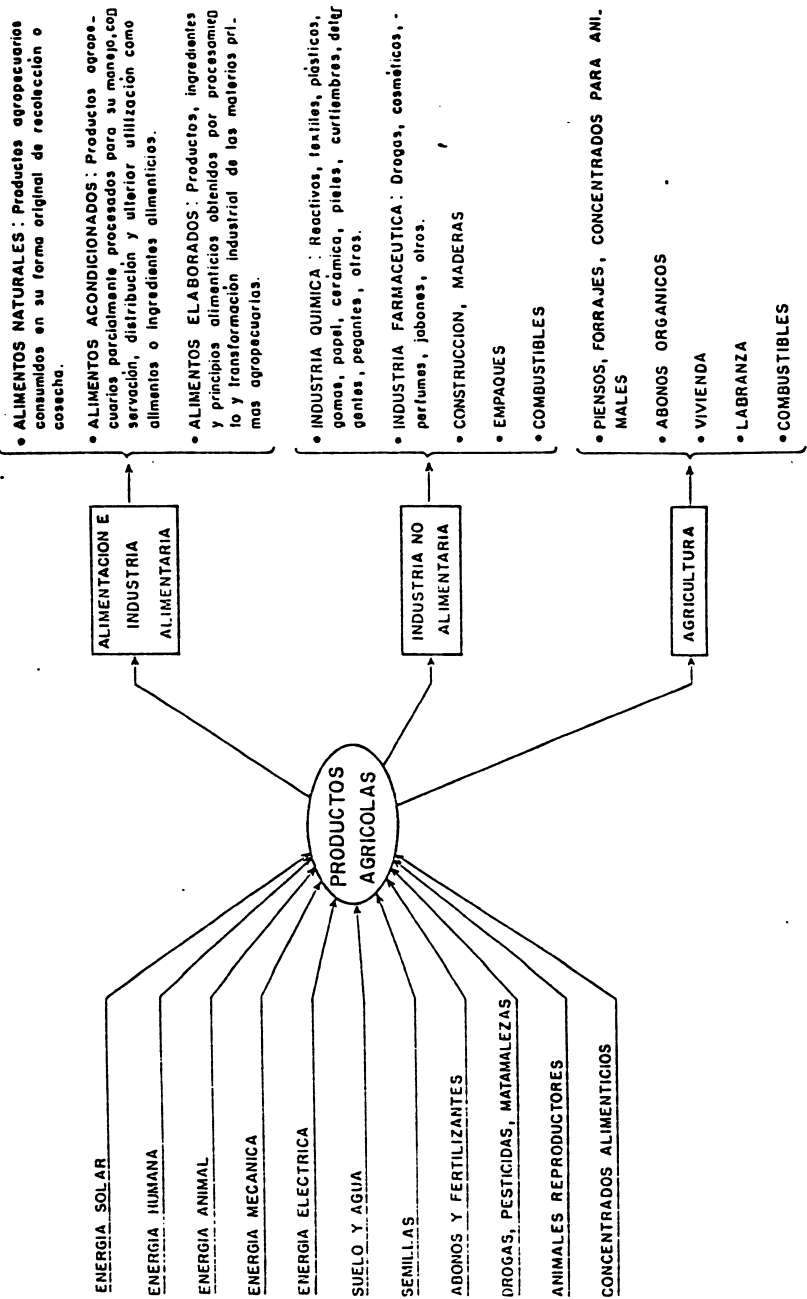 ENERGIA SOLAR
ENERGIA HUMANA
ENERGIA ANIMAL
ENERGIA MECANICA
ENERGIA ELECTRICA
SUELO Y AGUA
SEMILLAS
ABONOS Y FERTILIZANTES
DROGAS, PESTICIDAS, MATAMALEZAS
ANIMALES REPRODUCTORES
CONCENTRADOS ALIMENTICIOS
PRODUCTOS
AGRICOLAS
ALIMENTACION E
INDUSTRIA
ALIMENTARIA
• ALIMENTOS NATURALES: Productos agropecuarios
consumidos en su forma original de recolección o
cosecha.
• ALIMENTOS ACONDICIONADOS: Productos agrope-
cuarios parcialmente procesados para su manejo, con
servación, distribución y ulterior utilización como
alimentos o ingredientes alimenticios.
• ALIMENTOS ELABORADOS: Productos, ingredientes
y principios alimenticios obtenidos por procesamien
to y transformación industrial de las materias pri-
mas agropecuarias.
INDUSTRIA NO
ALIMENTARIA
• INDUSTRIA QUIMICA: Reactivos, textiles, plásticos,
gomas, papel, cerámica, pieles, curtiembres, deter
gentes, pegantes, otros.
• INDUSTRIA FARMACEUTICA: Drogas, cosméticos, -
perfumes, jabones, otros.
• CONSTRUCCION, MADERAS
• EMPAQUES
• COMBUSTIBLES
AGRICULTURA
• PIENSOS, FORRAJES, CONCENTRADOS PARA ANI-
MALES
• ABONOS ORGANICOS
• VIVIENDA
• LABRANZA
• COMBUSTIBLES